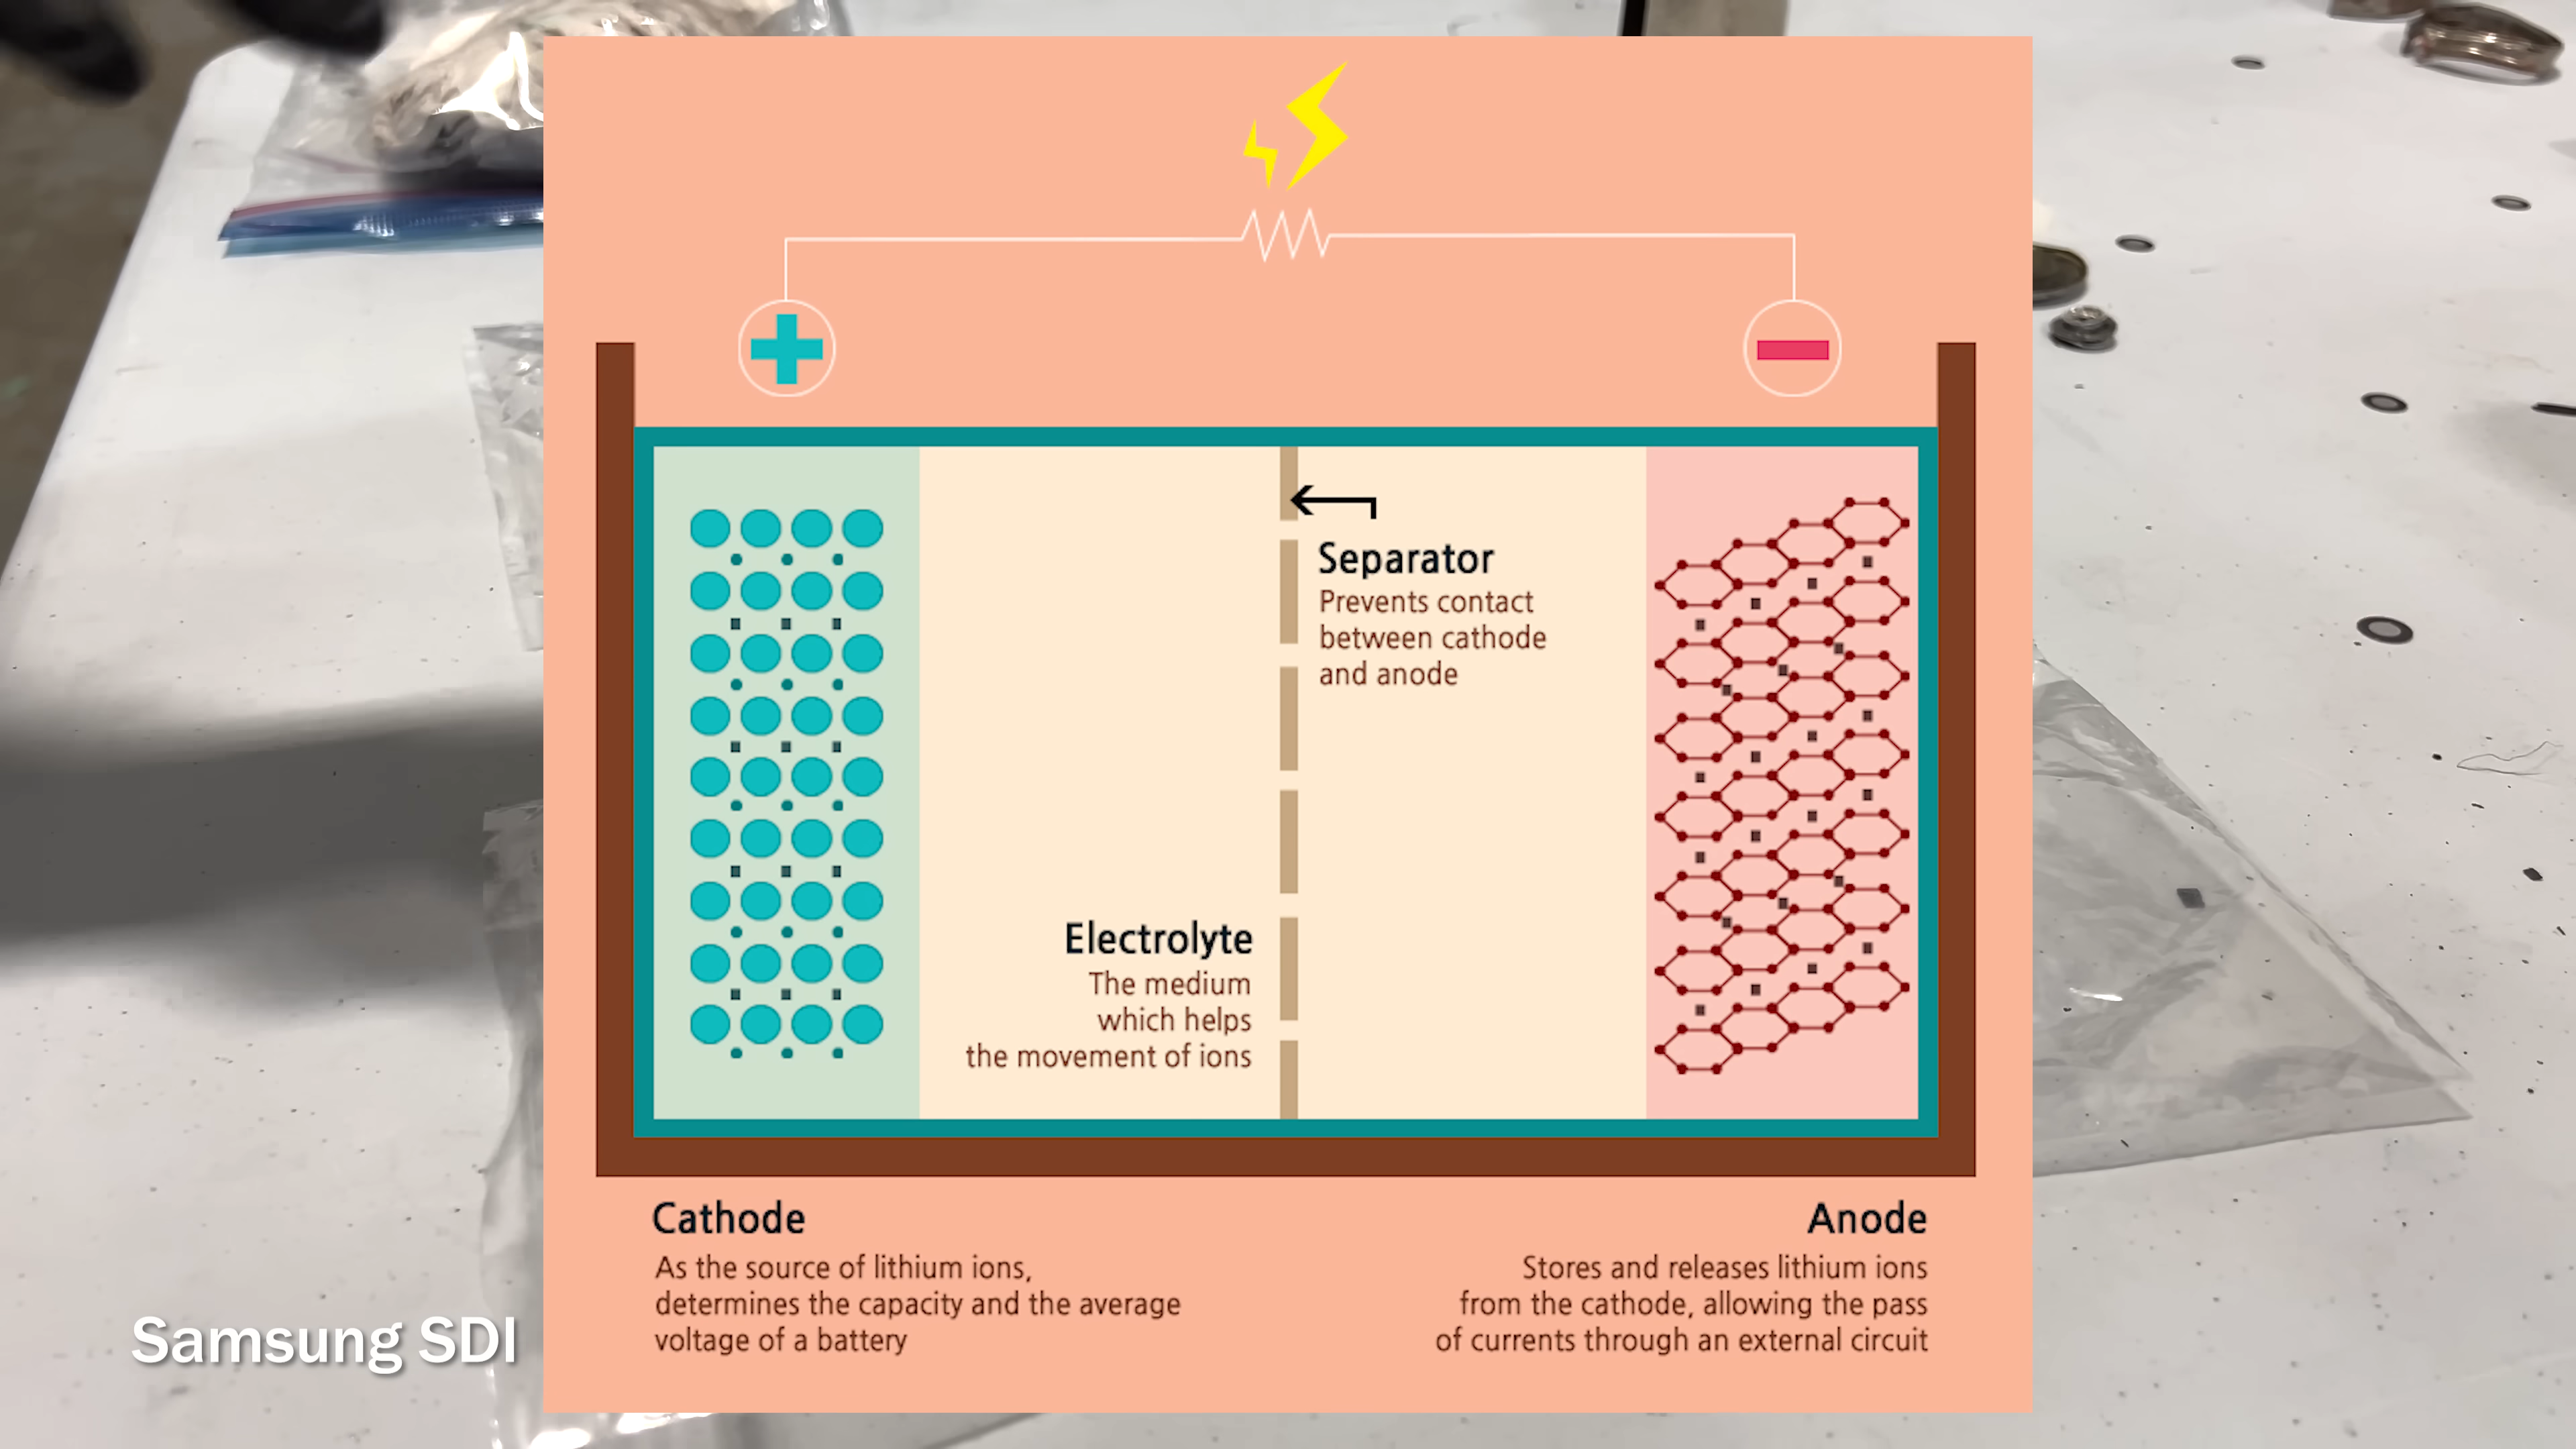 Separator
Prevents contact
between cathode
and anode
Electrolyte
The medium
which helps
the movement of ions
Cathode
As the source of lithium ions,
determines the capacity and the average
voltage of a battery
Anode
Stores and releases lithium ions
from the cathode, allowing the pass
of currents through an external circuit
Samsung SDI